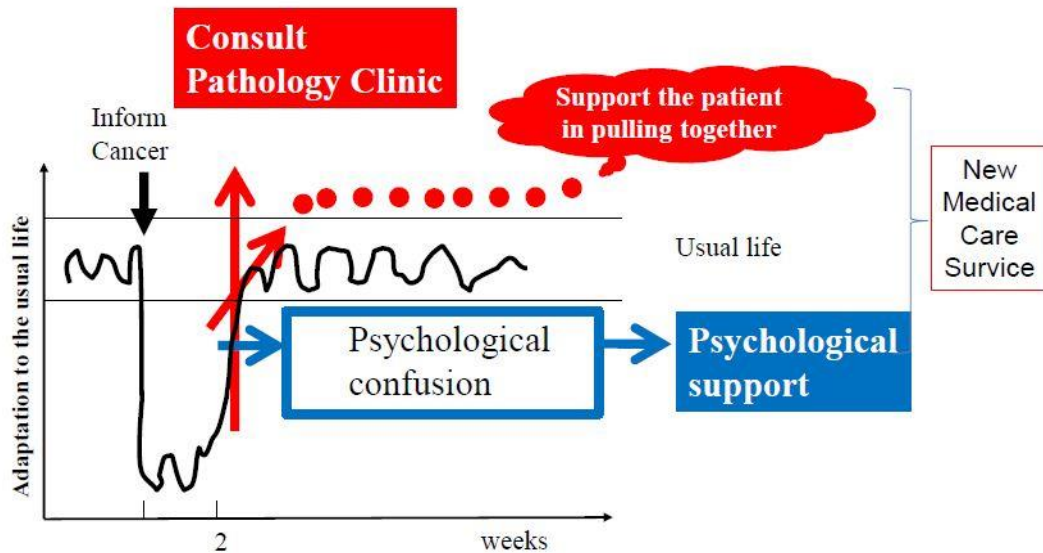 Consult
Pathology Clinic
Support the patient
in pulling together
Inform
Cancer
New
Medical
Care
Survice
Adaptation to the usual life
Usual life
Psychological
confusion
Psychological
support
2
weeks